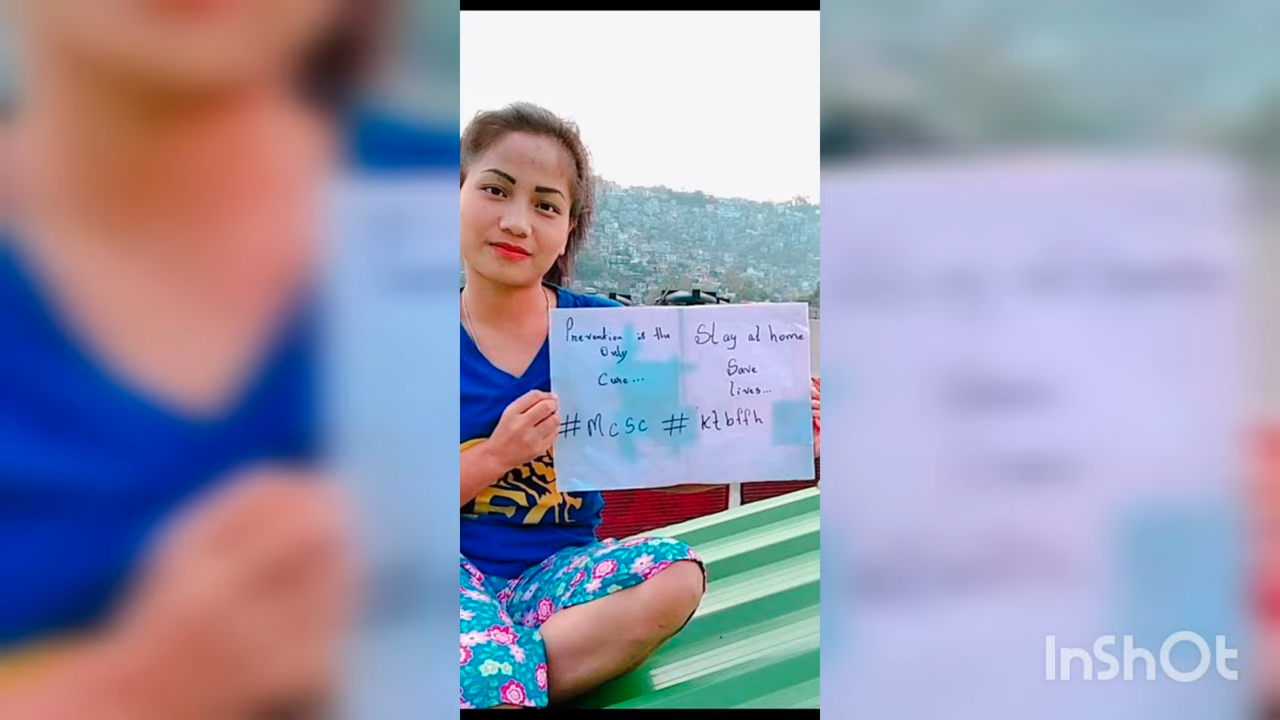 Prevention is the
Only
Cure...
Stay at home
Save
lives...
#McSc #kzbffh
InShOt